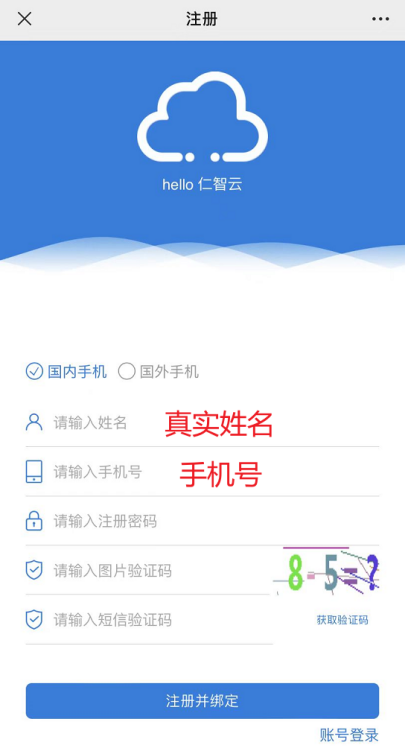 注册
hello 仁智云
国内手机 国外手机
请输入姓名 真实姓名
请输入手机号 手机号
请输入注册密码
请输入图片验证码 8-5=?
请输入短信验证码 获取验证码
注册并绑定
账号登录